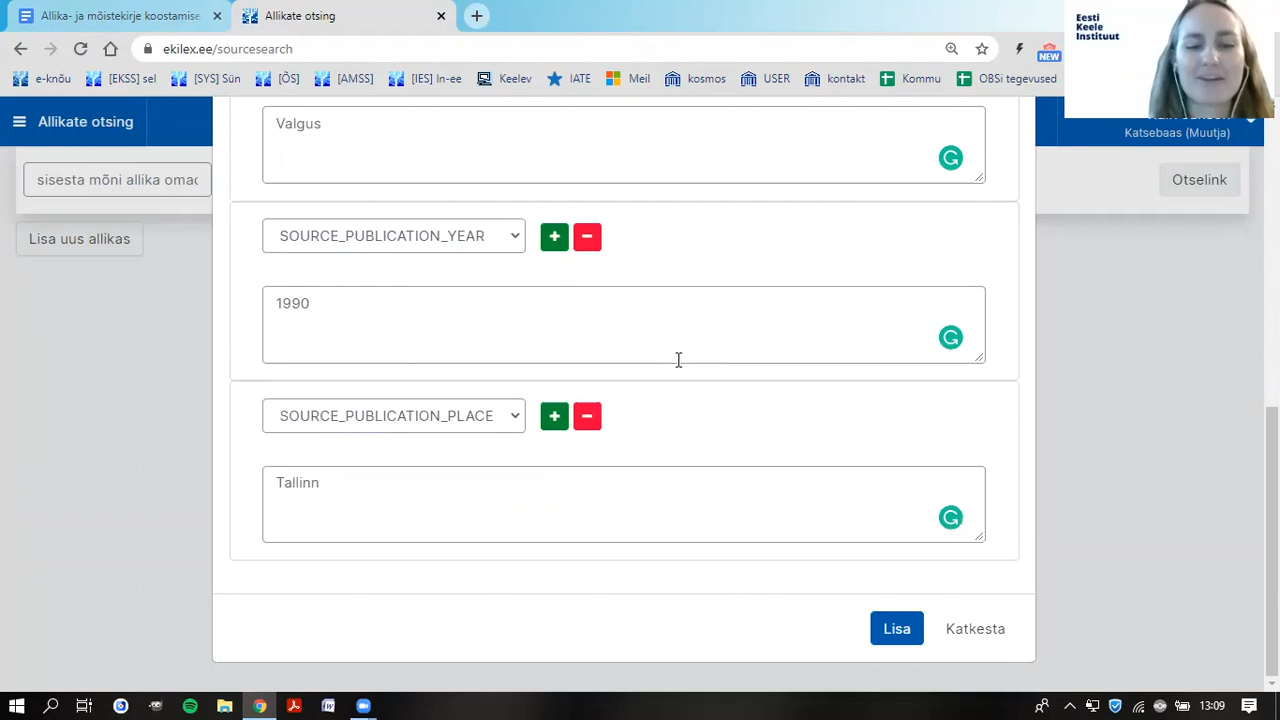 Allika- ja mõistekirje koostamise
Allikate otsing
ekilex.ee/sourcesearch
NEW
e-knõu
[EKSS] sel
[SYS] Sün
[ÕS]
[AMSS]
[IES] In-ee
Keelev
IATE
Meil
kosmos
USER
kontakt
Kommu
OBSi tegevused
Eesti
Keele
Instituut
Allikate otsing
Katsebaas (Muutja)
sisesta mõni allika omad
Otselink
Lisa uus allikas
Valgus
SOURCE_PUBLICATION_YEAR
1990
SOURCE_PUBLICATION_PLACE
Tallinn
Lisa
Katkesta
13:09